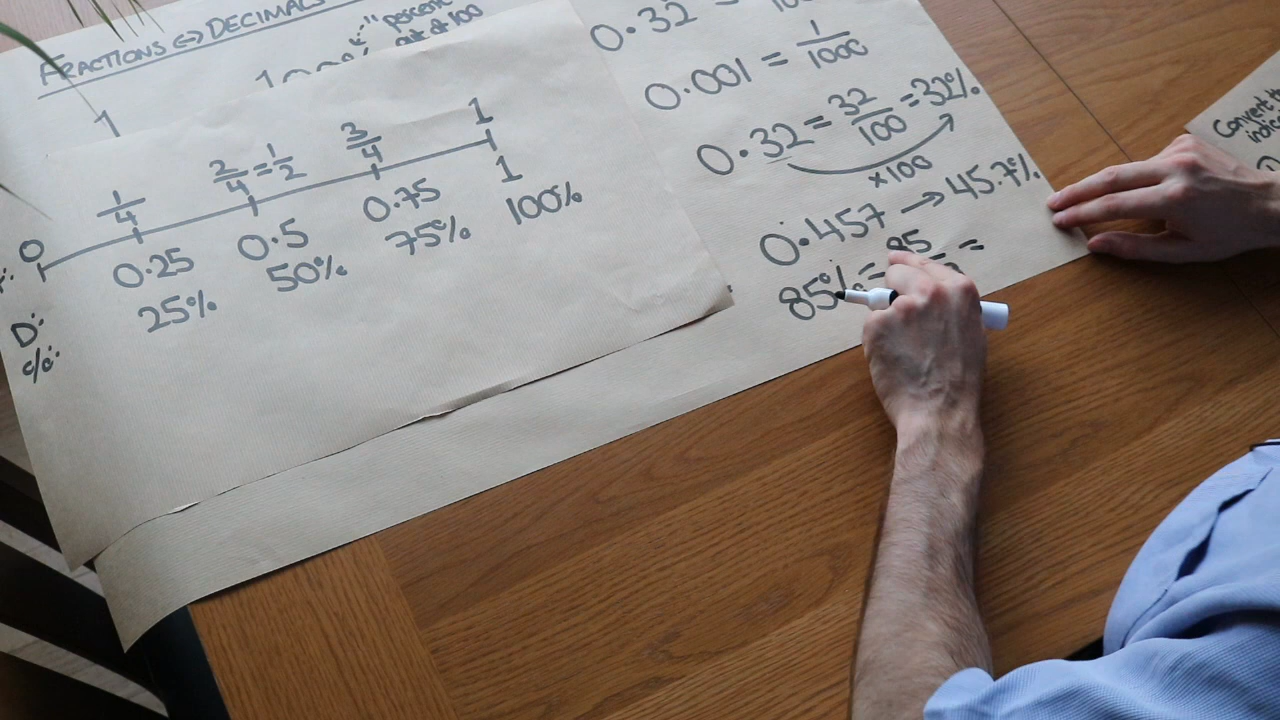 FRACTIONS ⇔ DECIMALS
"percent
out of 100
1
0 1/4 2/4 = 1/2 3/4 1
D: 0.25 0.5 0.75 1
%: 25% 50% 75% 100%
0.32 =
0.001 = 1/1000
0.32 = 32/100 = 32%
×100
0.457 → 45.7%
85% = 85 =
Convert
indic